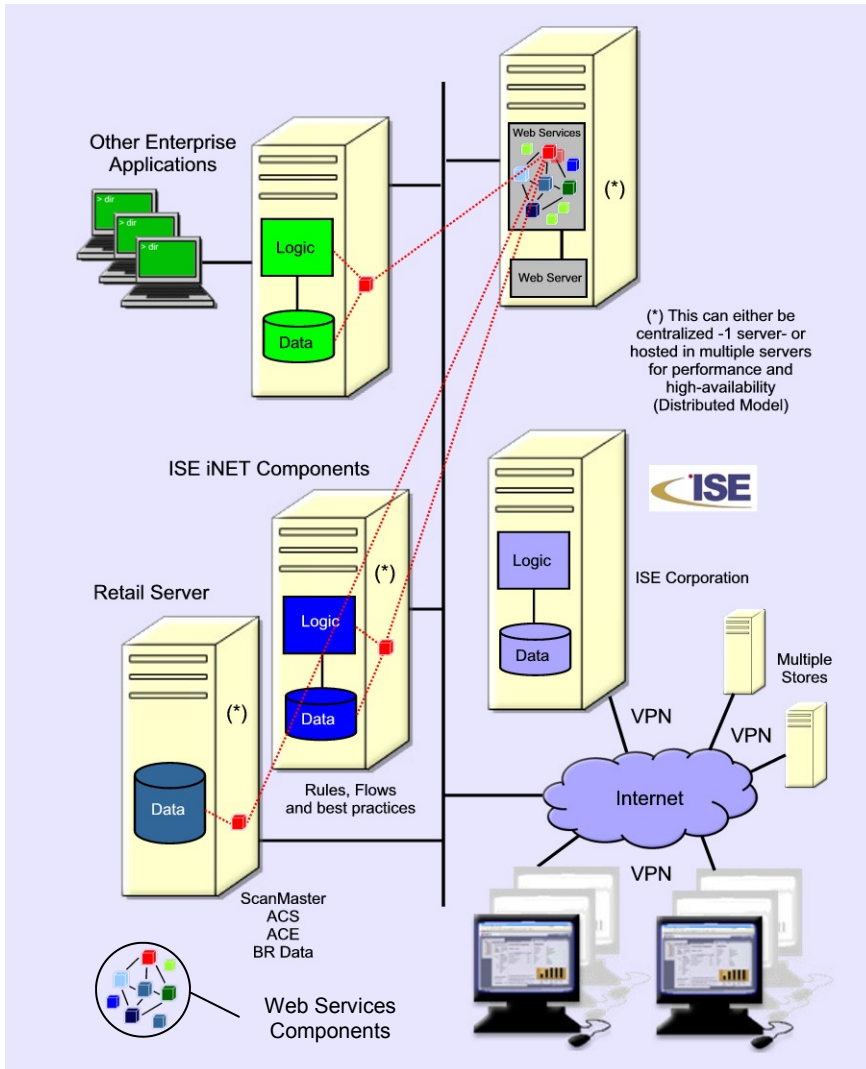 Other Enterprise
Applications
> dir
> dir
> dir
Logic
Data
Web Services
Web Server
(*)
(*) This can either be
centralized -1 server- or
hosted in multiple servers
for performance and
high-availability
(Distributed Model)
ISE iNET Components
Logic
Data
(*)
Rules, Flows
and best practices
Retail Server
(*)
Data
ScanMaster
ACS
ACE
BR Data
Logic
Data
ISE
ISE Corporation
Multiple
Stores
VPN
VPN
Internet
VPN
Web Services
Components